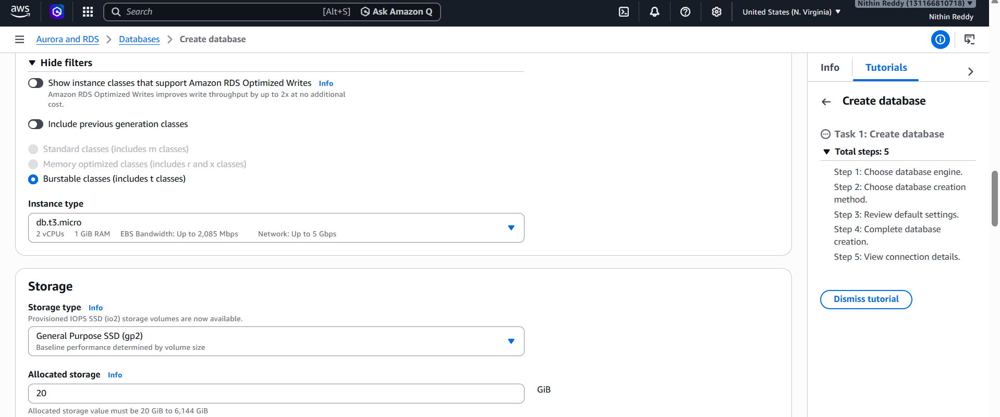 aws
Search
[Alt+S]
Ask Amazon Q
United States (N. Virginia)
Nithin Reddy (131166810718)
Nithin Reddy
Aurora and RDS
Databases
Create database
Hide filters
Show instance classes that support Amazon RDS Optimized Writes Info
Amazon RDS Optimized Writes improves write throughput by up to 2x at no additional
cost.
Include previous generation classes
Standard classes (includes m classes)
Memory optimized classes (includes r and x classes)
Burstable classes (includes t classes)
Instance type
db.t3.micro
2 vCPUs 1 GiB RAM EBS Bandwidth: Up to 2,085 Mbps Network: Up to 5 Gbps
Storage
Storage type Info
Provisioned IOPS SSD (io2) storage volumes are now available.
General Purpose SSD (gp2)
Baseline performance determined by volume size
Allocated storage Info
20
GiB
Allocated storage value must be 20 GiB to 6,144 GiB
Info
Tutorials
Create database
Task 1: Create database
Total steps: 5
Step 1: Choose database engine.
Step 2: Choose database creation
method.
Step 3: Review default settings.
Step 4: Complete database
creation.
Step 5: View connection details.
Dismiss tutorial